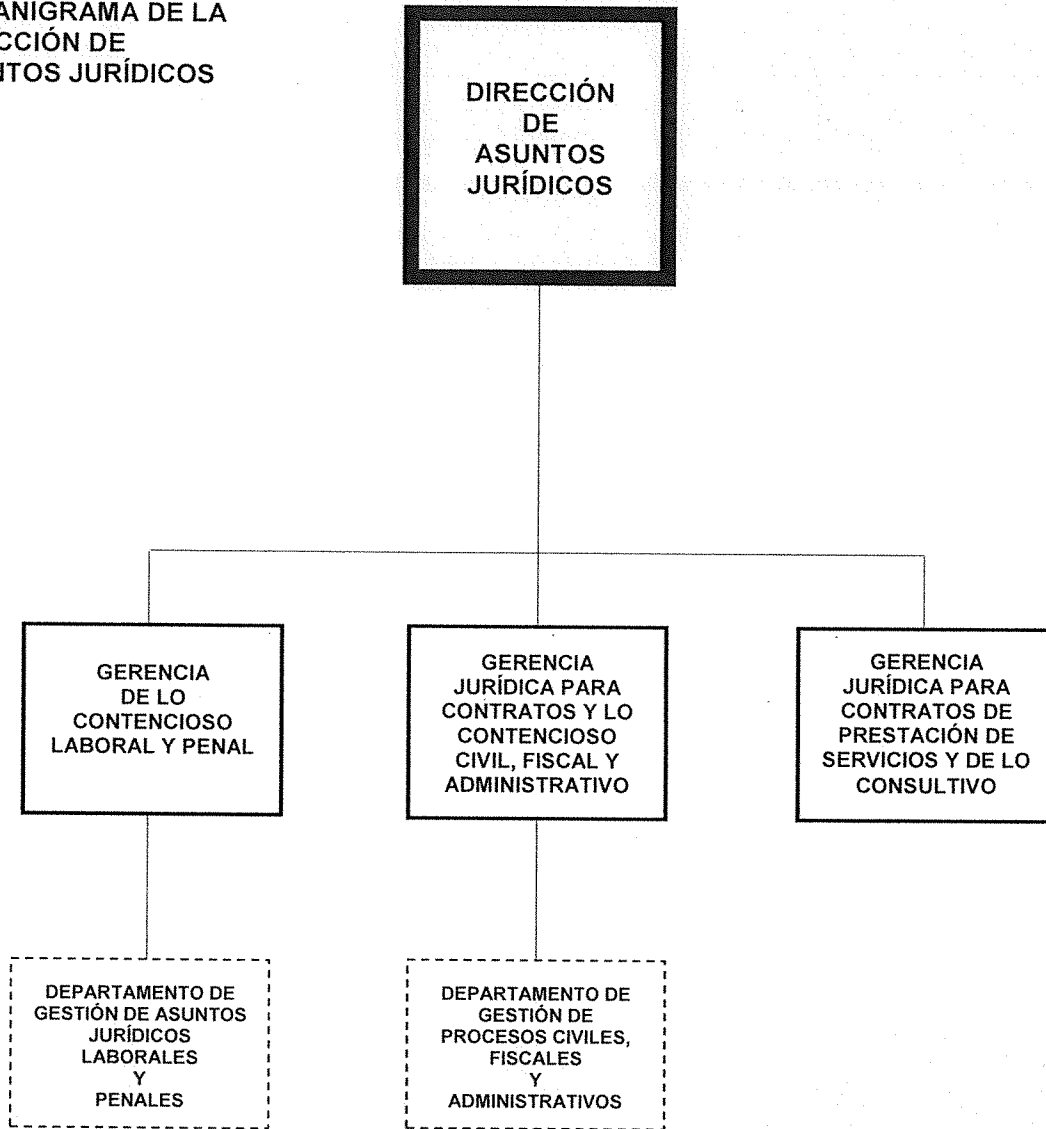 ANIGRAMA DE LA
CCIÓN DE
NTOS JURÍDICOS
DIRECCIÓN
DE
ASUNTOS
JURÍDICOS
GERENCIA
DE LO
CONTENCIOSO
LABORAL Y PENAL
GERENCIA
JURÍDICA PARA
CONTRATOS Y LO
CONTENCIOSO
CIVIL, FISCAL Y
ADMINISTRATIVO
GERENCIA
JURÍDICA PARA
CONTRATOS DE
PRESTACIÓN DE
SERVICIOS Y DE LO
CONSULTIVO
DEPARTAMENTO DE
GESTIÓN DE ASUNTOS
JURÍDICOS
LABORALES
Y
PENALES
DEPARTAMENTO DE
GESTIÓN DE
PROCESOS CIVILES,
FISCALES
Y
ADMINISTRATIVOS